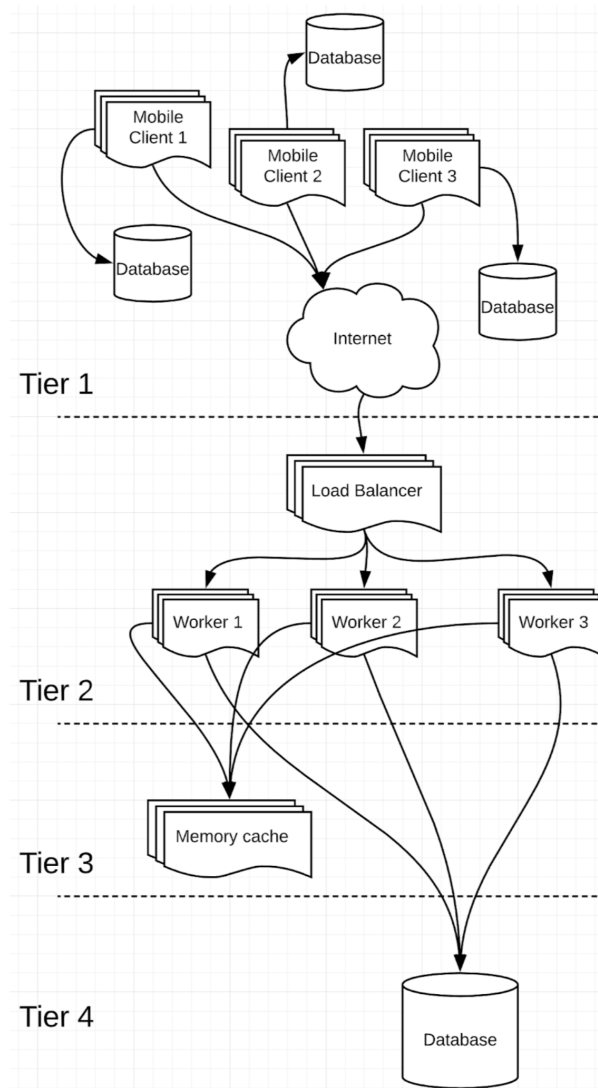 Database
Mobile
Client 1
Mobile
Client 2
Mobile
Client 3
Database
Database
Internet
Tier 1
Load Balancer
Worker 1
Worker 2
Worker 3
Tier 2
Memory cache
Tier 3
Tier 4
Database